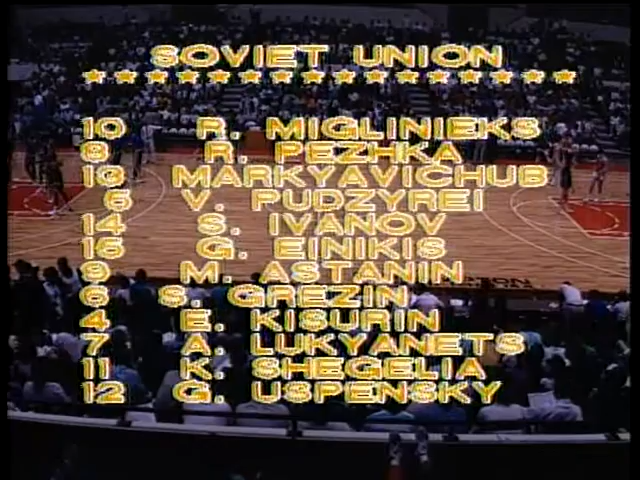 SOVIET UNION
★★★★★★★★★★★★★★★★★
10 R. MIGLINIEKS
8 R. PEZHKA
19 MARKYAVICHUB
5 V. PUDZYREI
14 S. IVANOV
15 G. EINIKIS
9 M. ASTANIN
6 S. GREZIN
4 E. KISURIN
7 A. LUKYANETS
11 K. SHEGELIA
12 G. USPENSKY